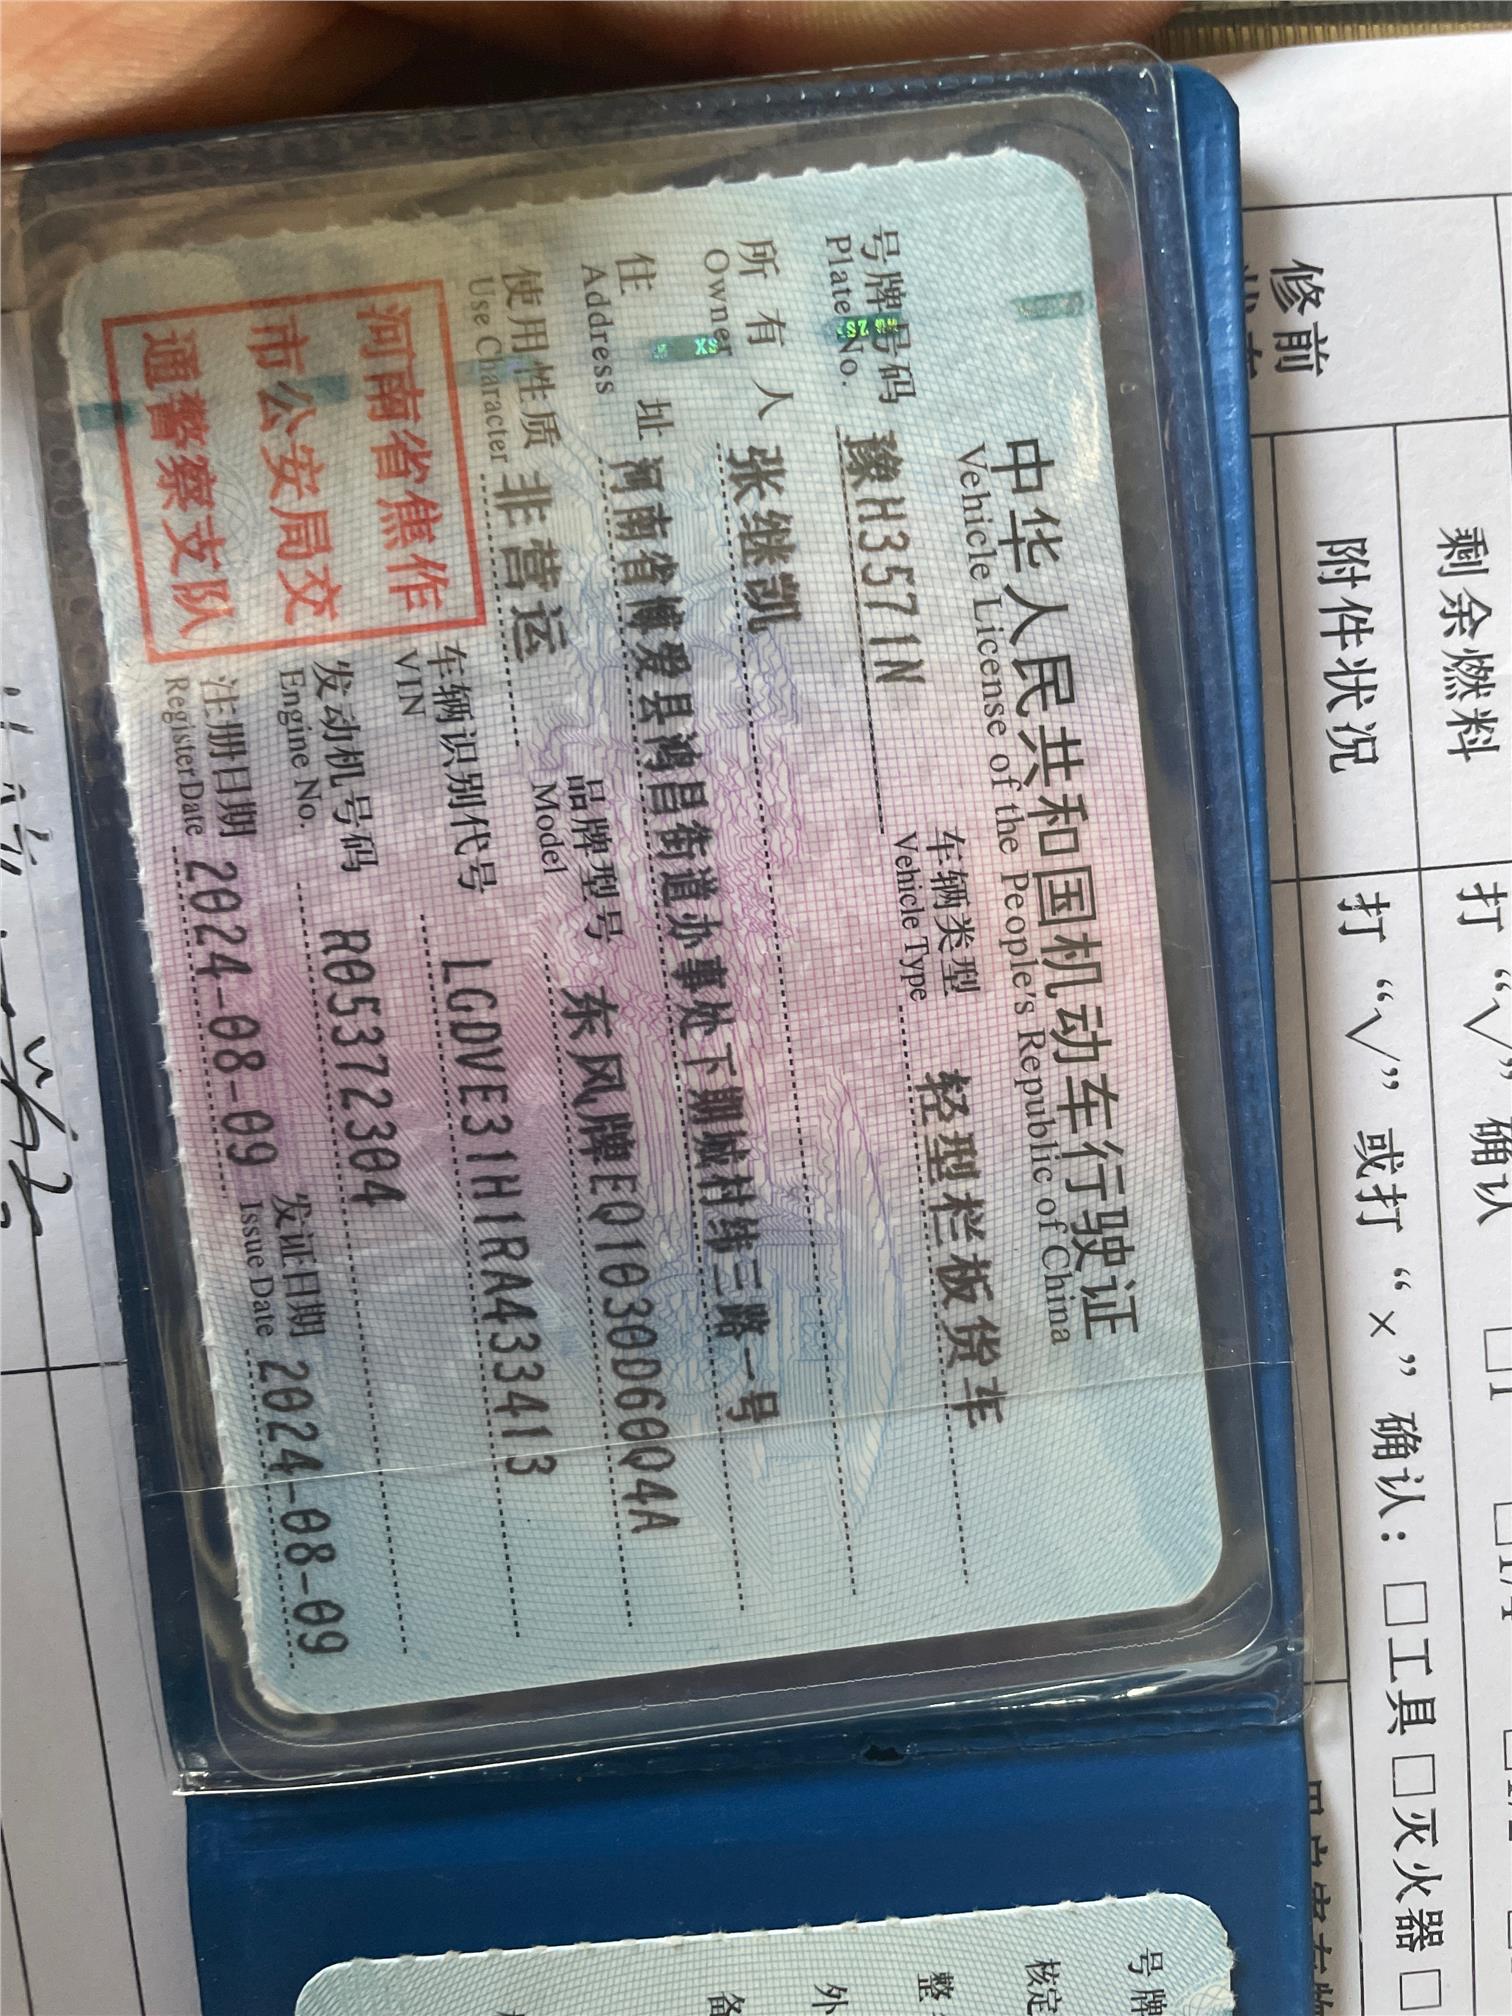 中华人民共和国机动车行驶证
Vehicle License of the People's Republic of China
号牌号码 豫H3571N 车辆类型 轻型栏板货车
Plate No. Vehicle Type
所有人 张继凯
Owner
住址 河南省博爱县鸿昌街道办事处下期城村纬三路一号
Address
使用性质 非营运 品牌型号 东风牌EQ1030D60Q4A
Use Character Model
河南省焦作
市公安局交
通警察支队
车辆识别代号 LGDVE31H1RA433413
VIN
发动机号码 R05372304
Engine No.
注册日期 2024-08-09 发证日期 2024-08-09
Register Date Issue Date
修前
剩余燃料 打“√”确认
附件状况 打“√”或打“×”确认：□工具□灭火器□
号牌
核定
整
外
备